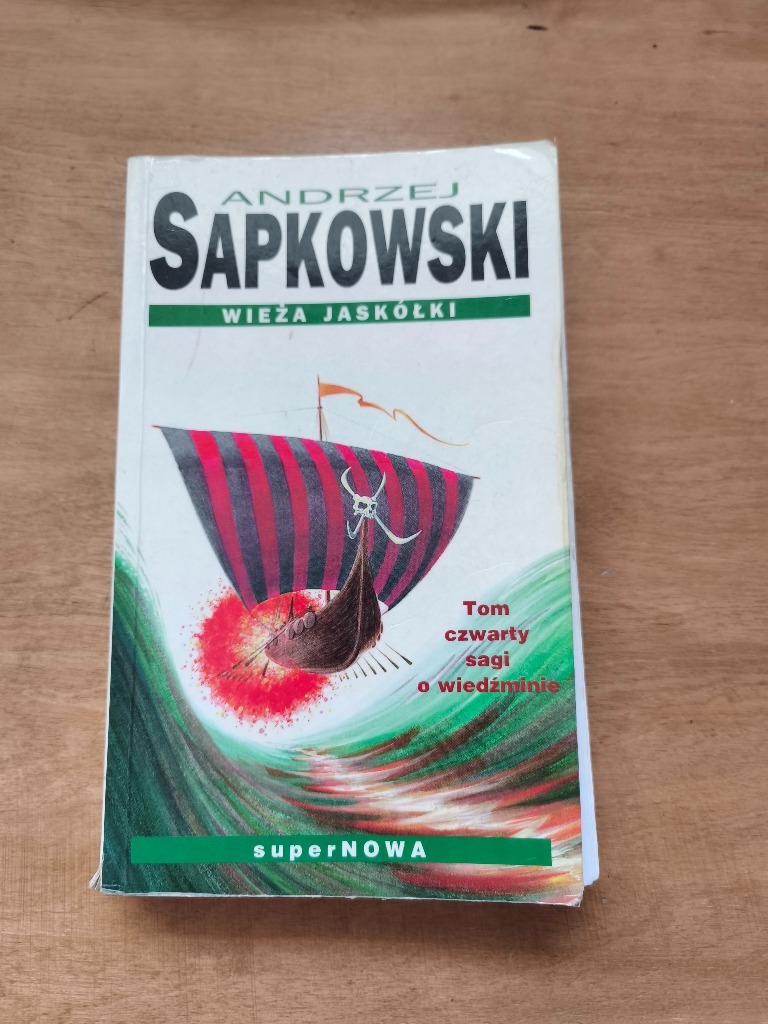 ANDRZEJ
SAPKOWSKI
WIEŻA JASKÓŁKI
Tom
czwarty
sagi
o wiedźminie
superNOWA